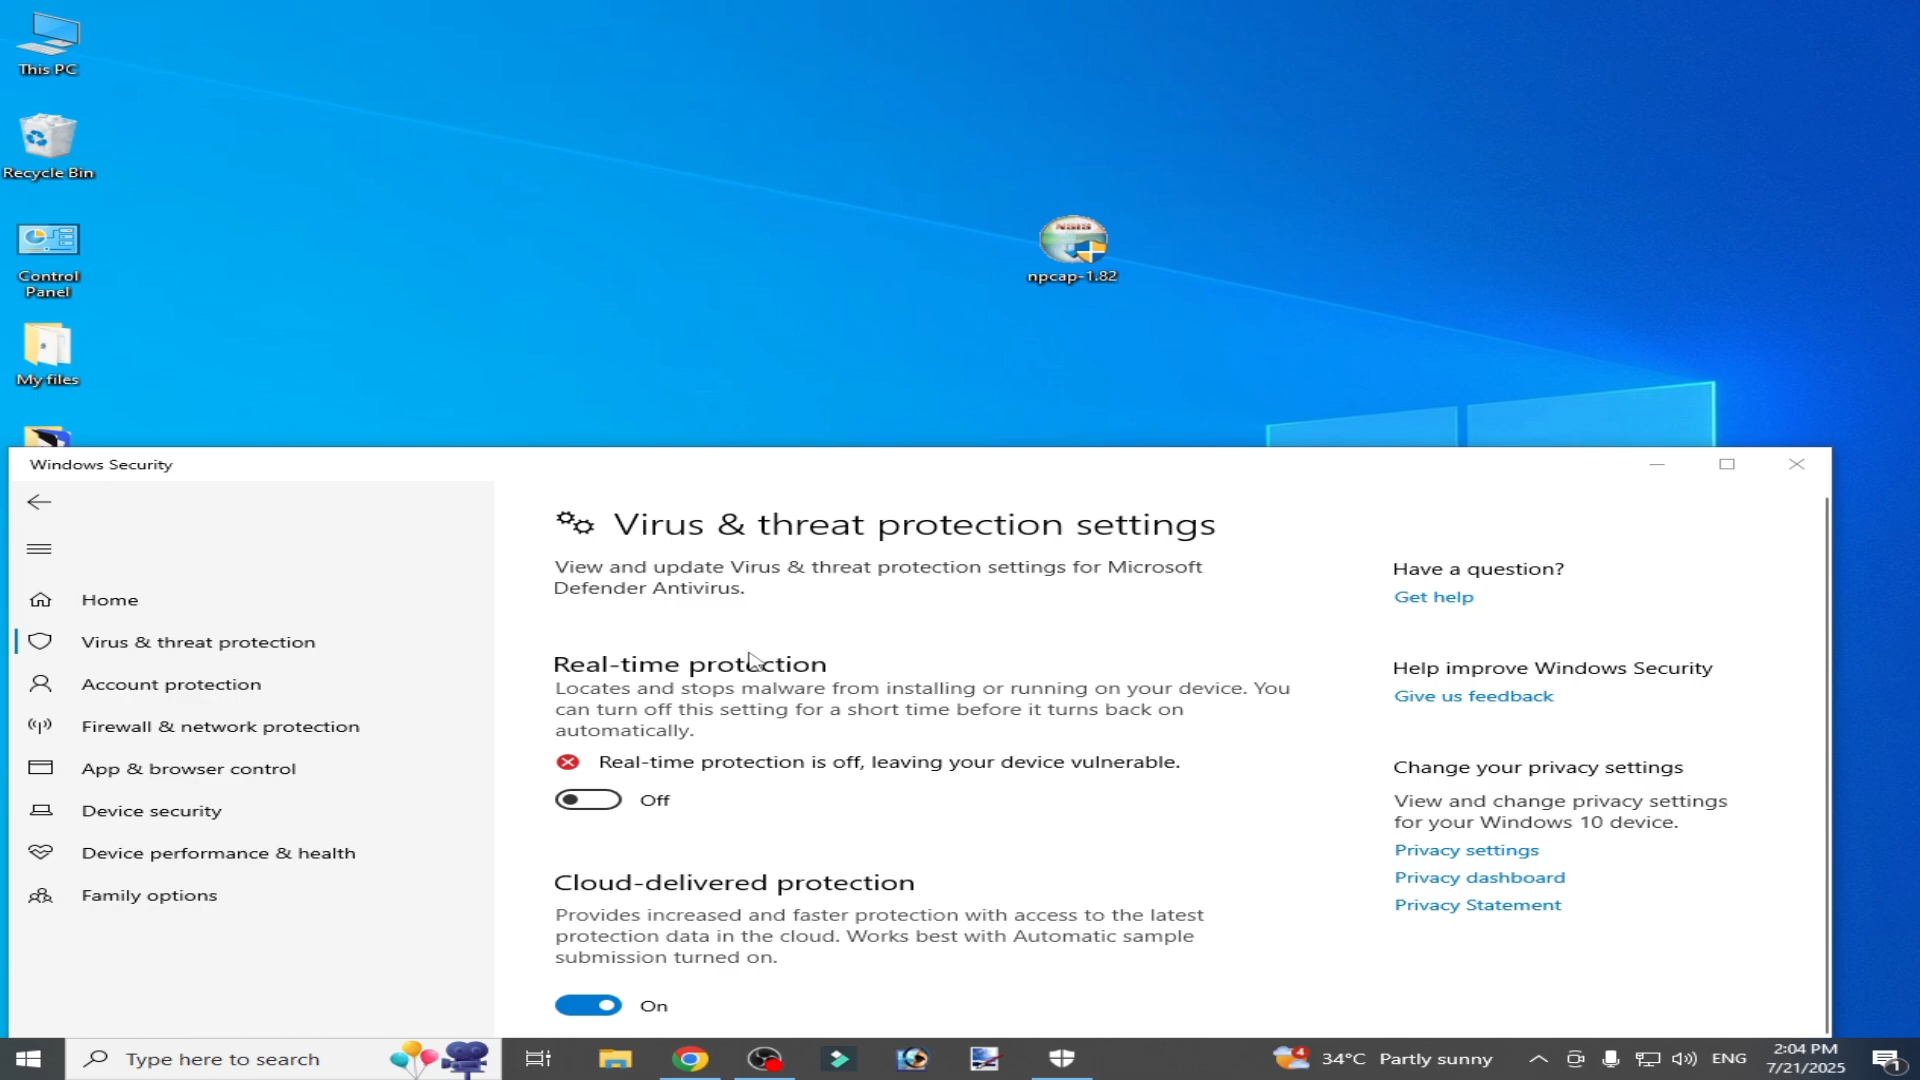 This PC
Recycle Bin
Control
Panel
My files
NSIS
npcap-1.82
Windows Security
Home
Virus & threat protection
Account protection
Firewall & network protection
App & browser control
Device security
Device performance & health
Family options
Virus & threat protection settings
View and update Virus & threat protection settings for Microsoft
Defender Antivirus.
Real-time protection
Locates and stops malware from installing or running on your device. You
can turn off this setting for a short time before it turns back on
automatically.
Real-time protection is off, leaving your device vulnerable.
Off
Cloud-delivered protection
Provides increased and faster protection with access to the latest
protection data in the cloud. Works best with Automatic sample
submission turned on.
On
Have a question?
Get help
Help improve Windows Security
Give us feedback
Change your privacy settings
View and change privacy settings
for your Windows 10 device.
Privacy settings
Privacy dashboard
Privacy Statement
Type here to search
4
34°C Partly sunny
ENG
2:04 PM
7/21/2025
1